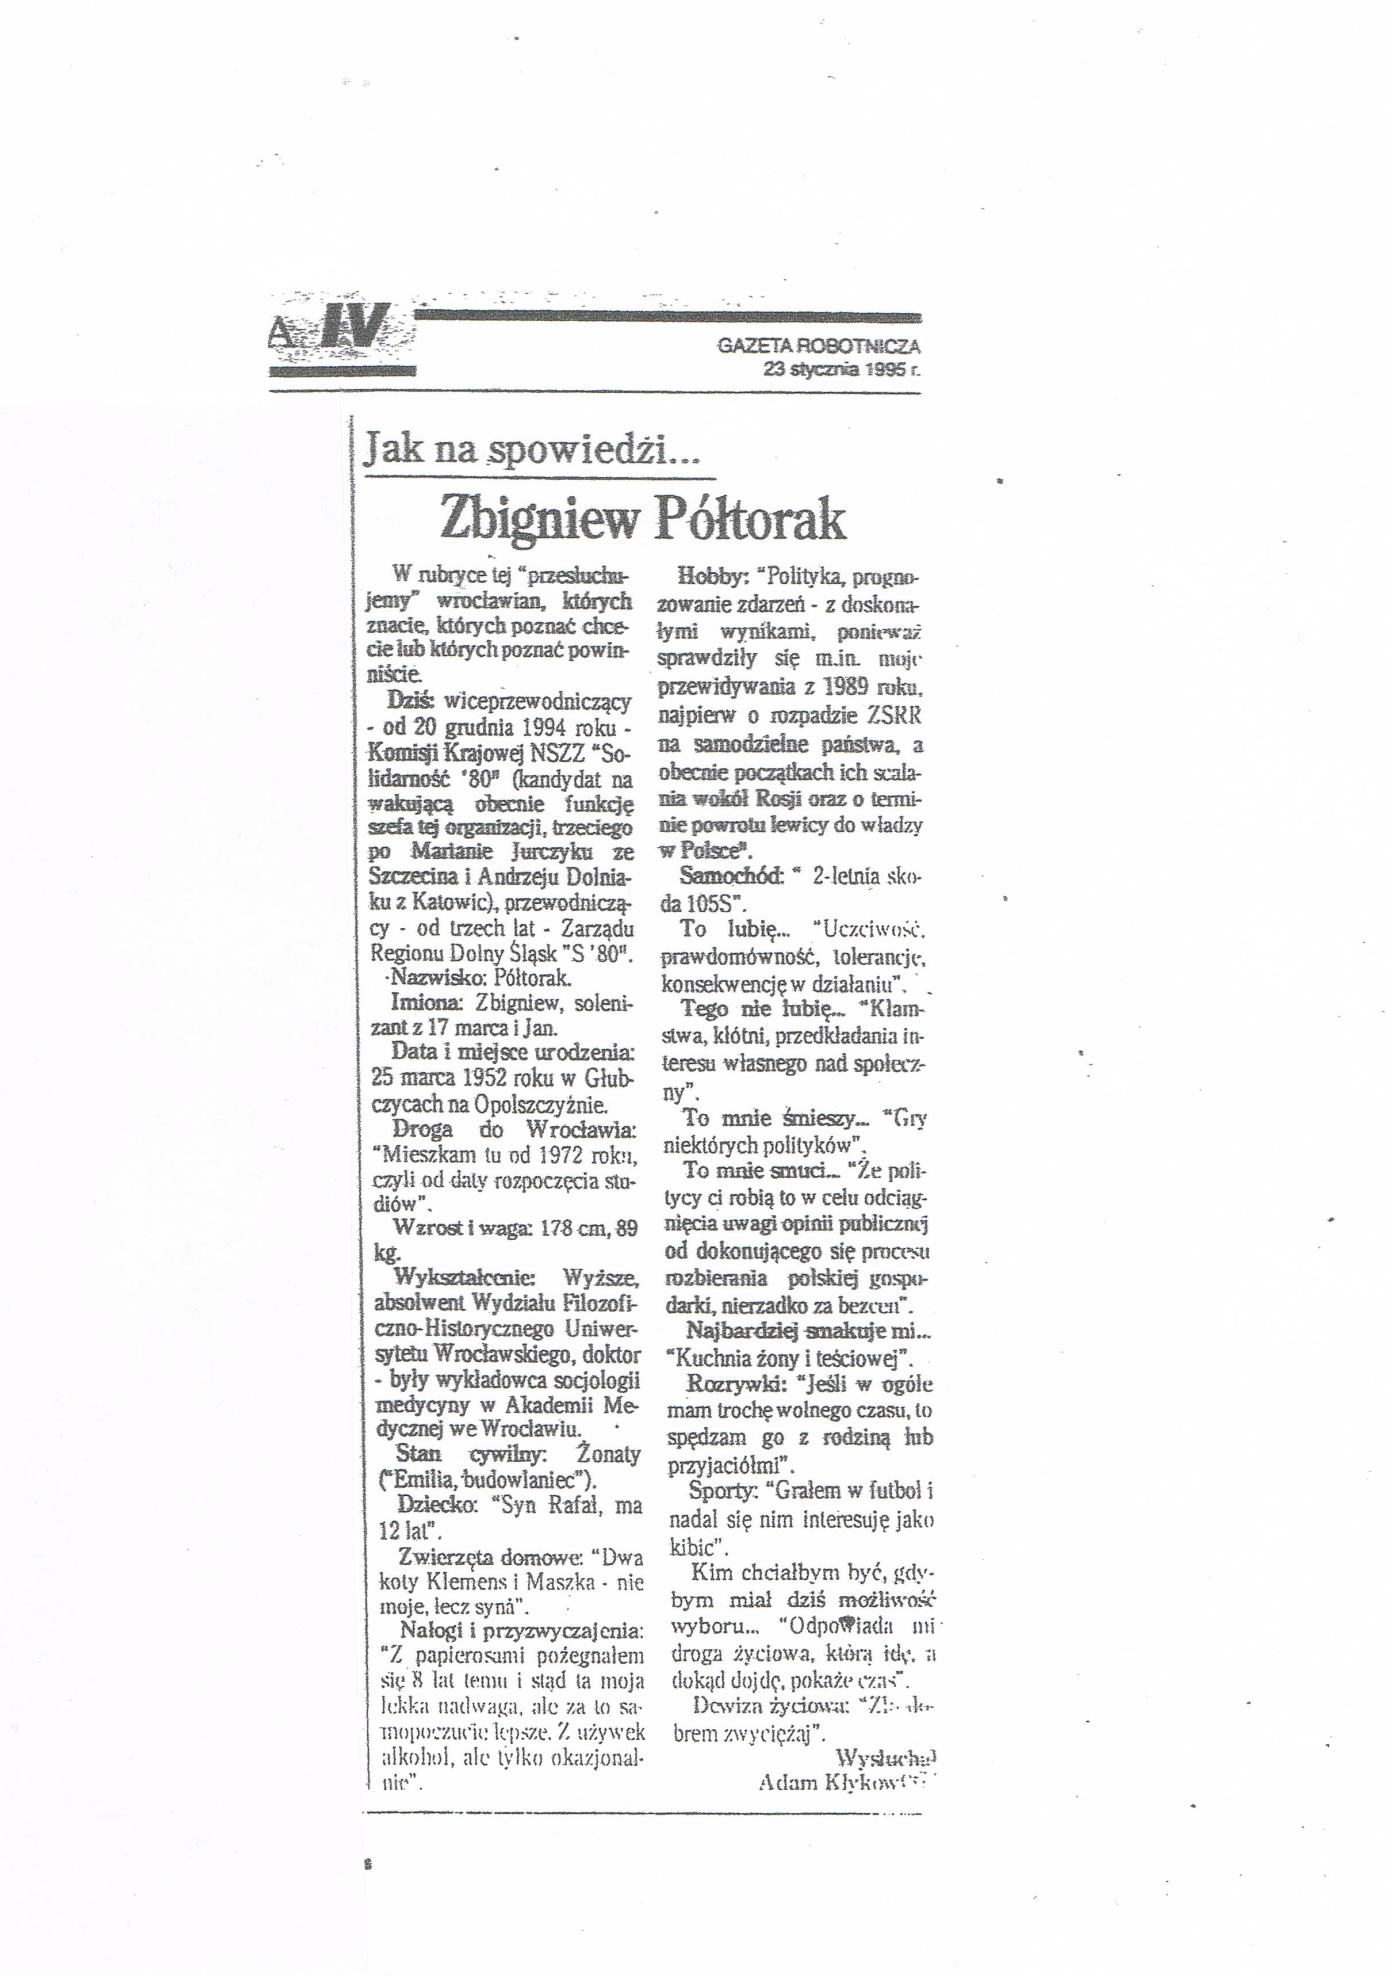 A IV
GAZETA ROBOTNICZA
23 stycznia 1995 r.
Jak na spowiedzi...
Zbigniew Półtorak
W rubryce tej "przesłuchu-
jemy" wrocławian, których
znacie, których poznać chce-
cie lub których poznać powin-
niście.
Dziś: wiceprzewodniczący
- od 20 grudnia 1994 roku -
Komisji Krajowej NSZZ "So-
lidarność '80" (kandydat na
wakującą obecnie funkcję
szefa tej organizacji, trzeciego
po Marianie Jurczyku ze
Szczecina i Andrzeju Dolnia-
ku z Katowic), przewodniczą-
cy - od trzech lat - Zarządu
Regionu Dolny Śląsk "S '80".
Nazwisko: Półtorak.
Imiona: Zbigniew, soleni-
zant z 17 marca i Jan.
Data i miejsce urodzenia:
25 marca 1952 roku w Głub-
czycach na Opolszczyźnie.
Droga do Wrocławia:
"Mieszkam tu od 1972 roku,
czyli od daty rozpoczęcia stu-
diów".
Wzrost i waga: 178 cm, 89
kg.
Wykształcenie: Wyższe,
absolwent Wydziału Filozofi-
czno-Historycznego Uniwer-
sytetu Wrocławskiego, doktor
- były wykładowca socjologii
medycyny w Akademii Me-
dycznej we Wrocławiu.
Stan cywilny: Żonaty
("Emilia, budowlaniec").
Dziecko: "Syn Rafał, ma
12 lat".
Zwierzęta domowe: "Dwa
koty Klemens i Maszka - nie
moje, lecz syna".
Nałogi i przyzwyczajenia:
"Z papierosami pożegnałem
się 8 lat temu i stąd ta moja
lekka nadwaga, ale za to sa-
mopoczucie lepsze. Z używek
alkohol, ale tylko okazjonal-
nie".
Hobby: "Polityka, progno-
zowanie zdarzeń - z doskona-
łymi wynikami, ponieważ
sprawdziły się m.in. moje
przewidywania z 1989 roku,
najpierw o rozpadzie ZSRR
na samodzielne państwa, a
obecnie początkach ich scala-
nia wokół Rosji oraz o termi-
nie powrotu lewicy do władzy
w Polsce".
Samochód: " 2-letnia sko-
da 105S".
To lubię... "Uczciwość,
prawdomówność, tolerancję,
konsekwencję w działaniu".
Tego nie lubię... "Kłam-
stwa, kłótni, przedkładania in-
teresu własnego nad społecz-
ny".
To mnie śmieszy... "Gry
niektórych polityków".
To mnie smuci... "Że poli-
tycy ci robią to w celu odciąg-
nięcia uwagi opinii publicznej
od dokonującego się procesu
rozbierania polskiej gospo-
darki, nierzadko za bezcen".
Najbardziej smakuje mi...
"Kuchnia żony i teściowej".
Rozrywki: "Jeśli w ogóle
mam trochę wolnego czasu, to
spędzam go z rodziną lub
przyjaciółmi".
Sporty: "Grałem w futbol i
nadal się nim interesuję jako
kibic".
Kim chciałbym być, gdy-
bym miał dziś możliwość
wyboru... "Odpowiada mi
droga życiowa, którą idę, a
dokąd dojdę, pokaże czas".
Dewiza życiowa: "Zło do-
brem zwyciężaj".
Wysłuchał
Adam